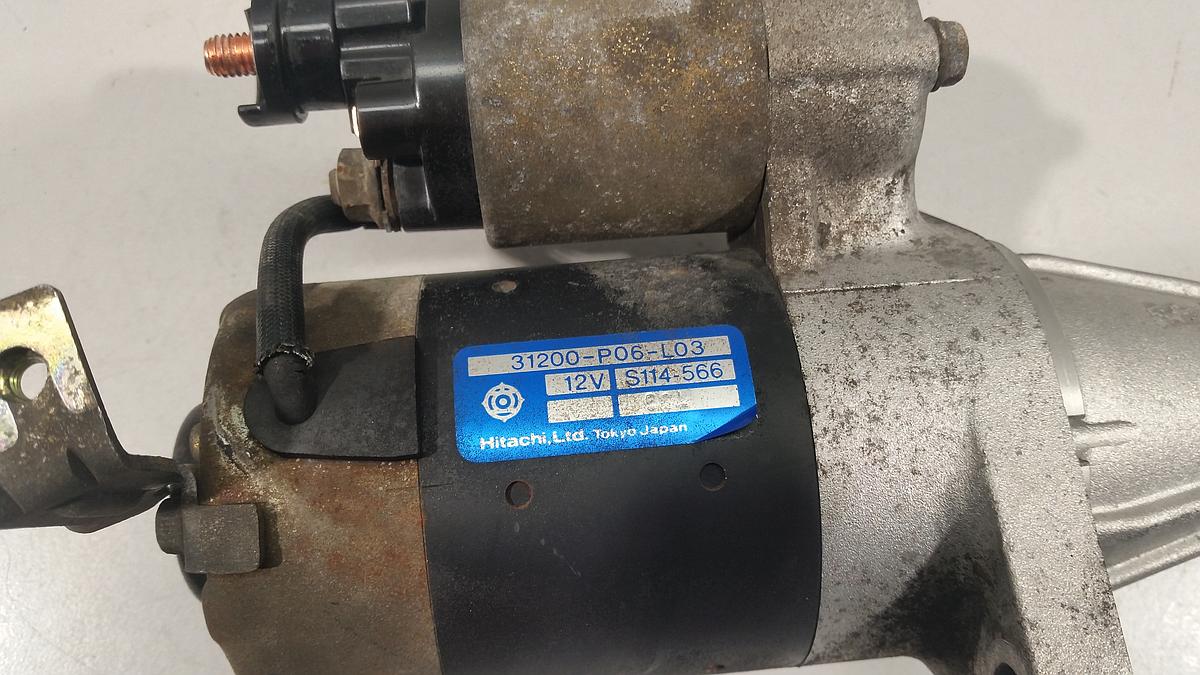 31200-P06-L03
12V S114-566
Hitachi,Ltd. Tokyo Japan